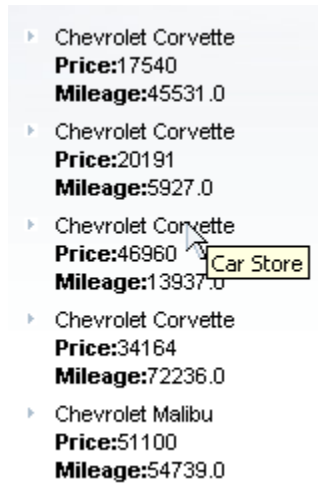 Chevrolet Corvette
Price:17540
Mileage:45531.0
Chevrolet Corvette
Price:20191
Mileage:5927.0
Chevrolet Corvette
Price:46960
Car Store
Mileage:13937.0
Chevrolet Corvette
Price:34164
Mileage:72236.0
Chevrolet Malibu
Price:51100
Mileage:54739.0